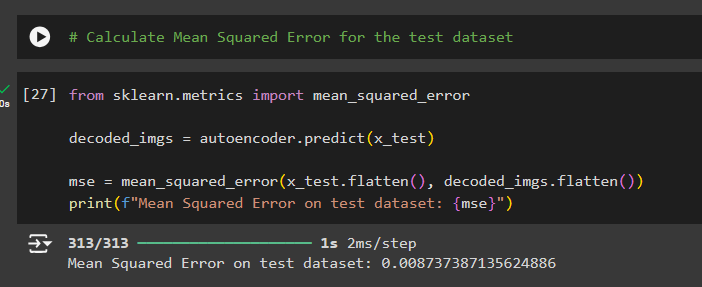 # Calculate Mean Squared Error for the test dataset
0s
[27] from sklearn.metrics import mean_squared_error
decoded_imgs = autoencoder.predict(x_test)
mse = mean_squared_error(x_test.flatten(), decoded_imgs.flatten())
print(f"Mean Squared Error on test dataset: {mse}")
313/313 ━━━━━━━━━━━━━━━━━━━━ 1s 2ms/step
Mean Squared Error on test dataset: 0.008737387135624886